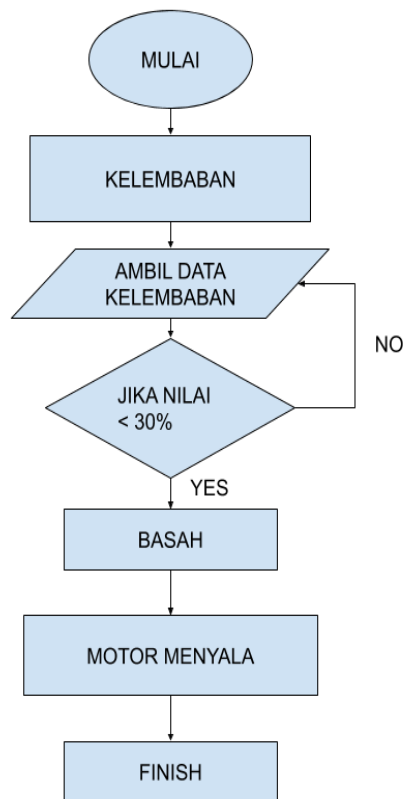 MULAI
KELEMBABAN
AMBIL DATA
KELEMBABAN
NO
JIKA NILAI
< 30%
YES
BASAH
MOTOR MENYALA
FINISH